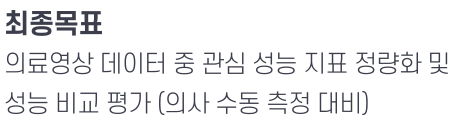 최종목표
의료영상 데이터 중 관심 성능 지표 정량화 및
성능 비교 평가 (의사 수동 측정 대비)